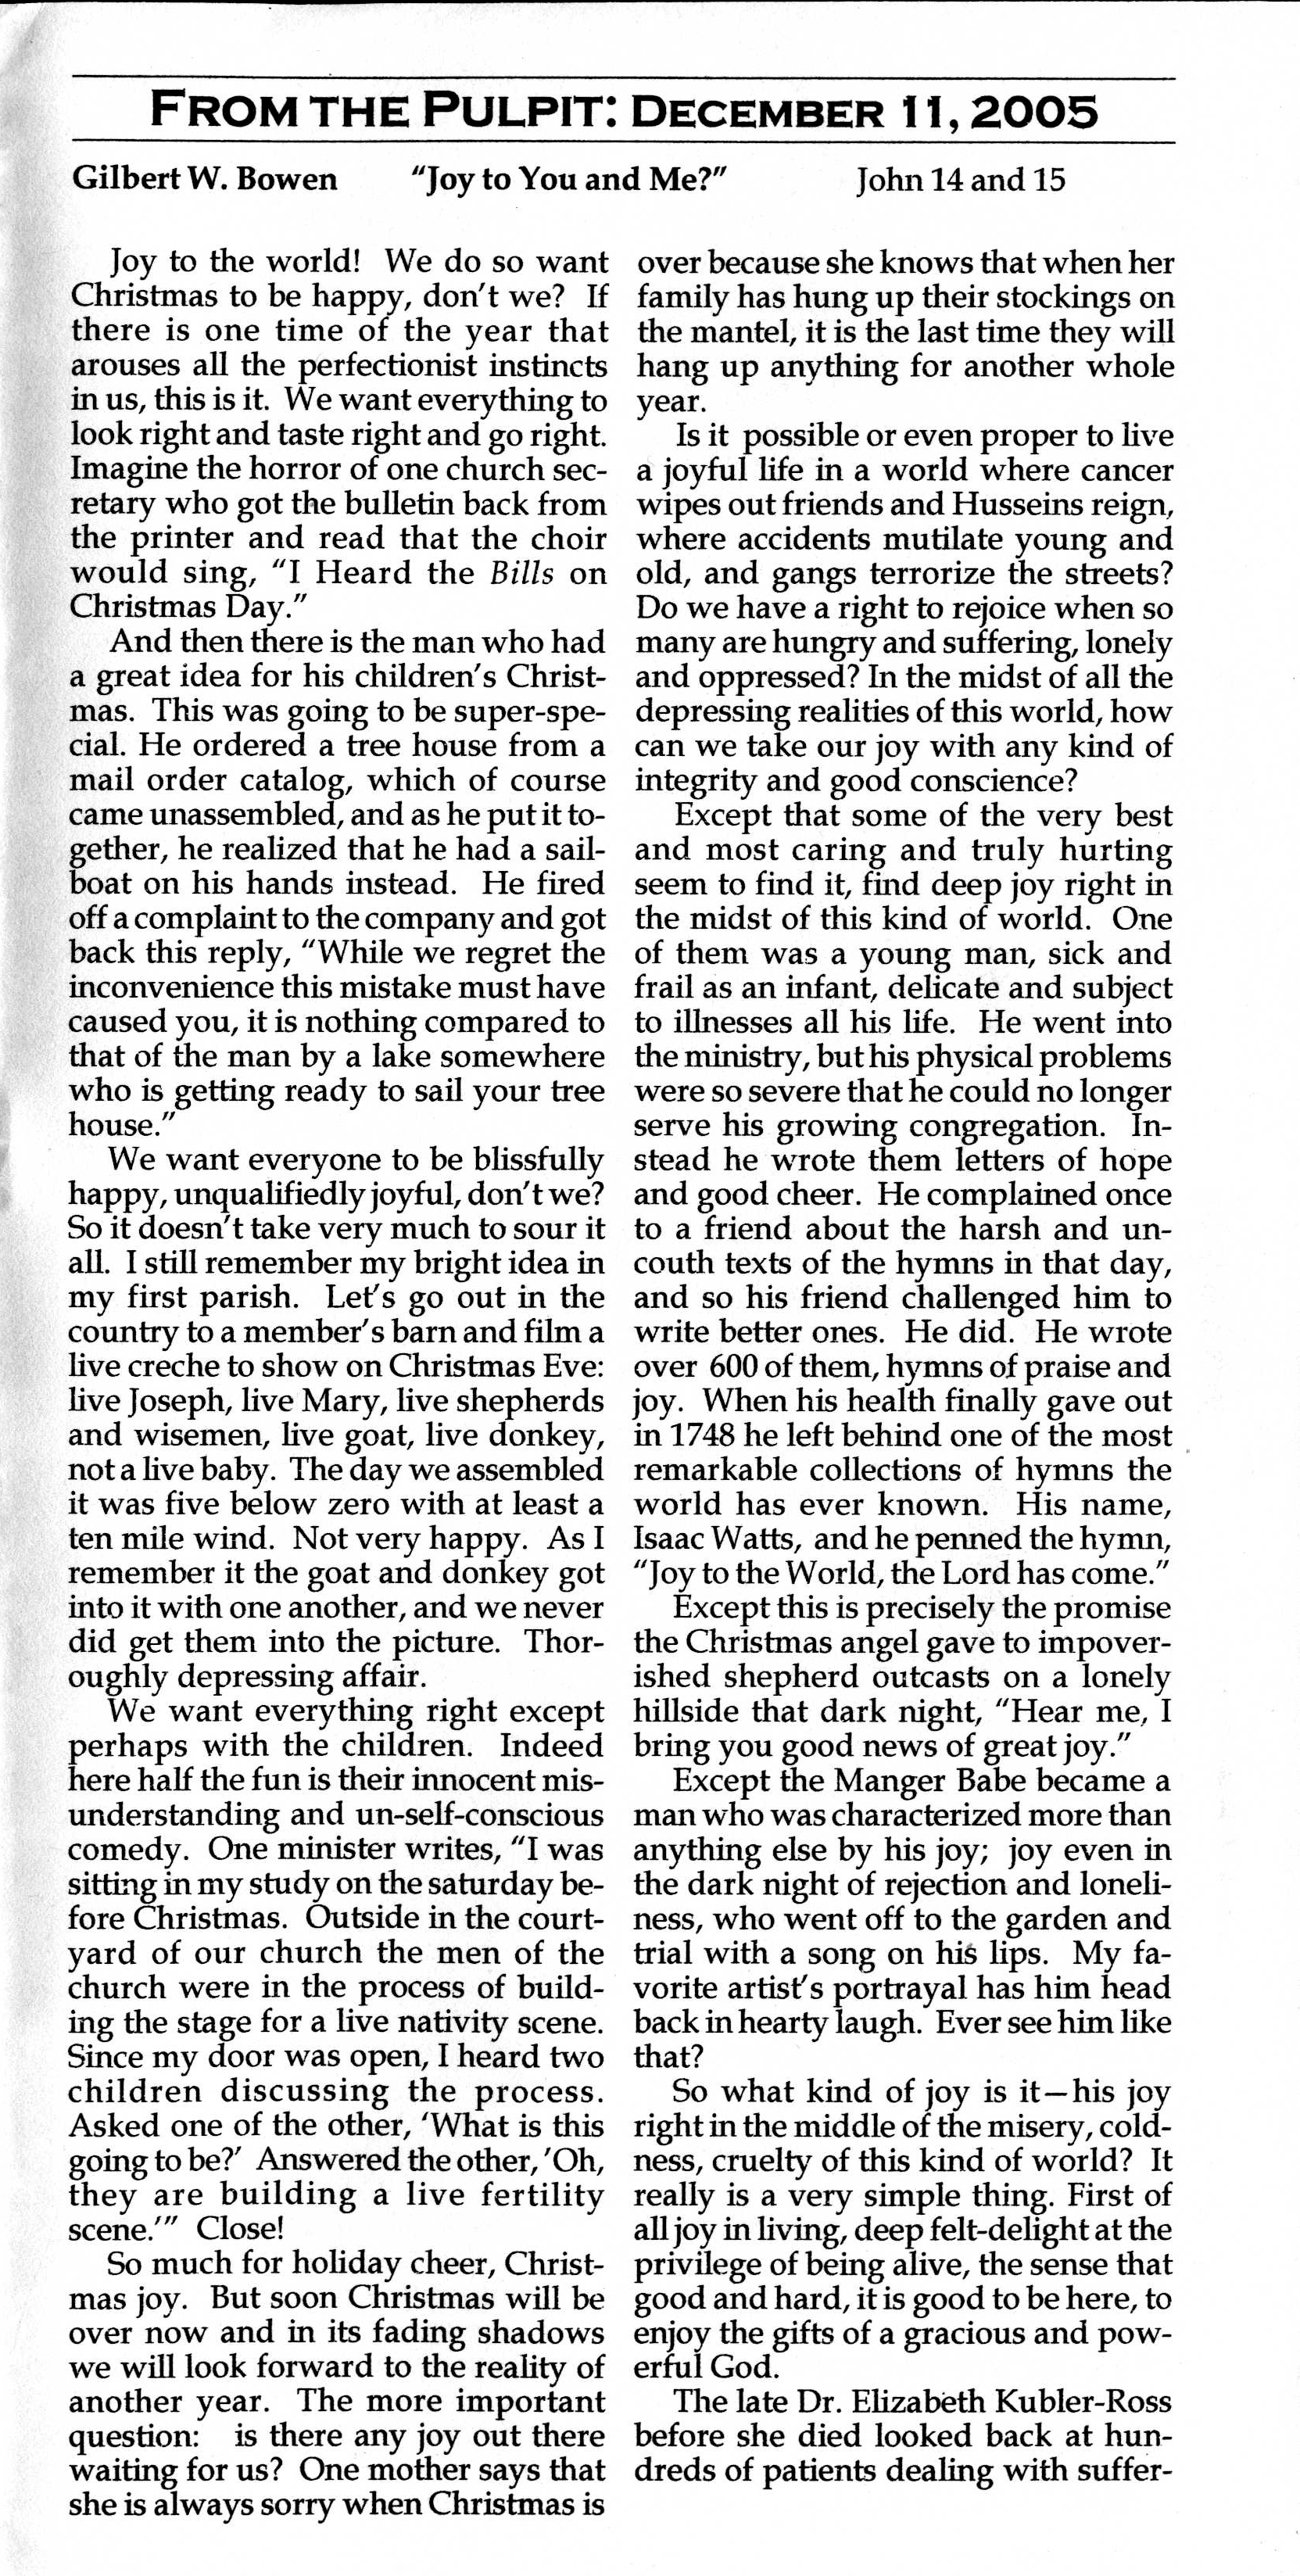 FROM THE PULPIT: DECEMBER 11, 2005
Gilbert W. Bowen "Joy to You and Me?" John 14 and 15
Joy to the world! We do so want
Christmas to be happy, don't we? If
there is one time of the year that
arouses all the perfectionist instincts
in us, this is it. We want everything to
look right and taste right and go right.
Imagine the horror of one church sec-
retary who got the bulletin back from
the printer and read that the choir
would sing, "I Heard the Bills on
Christmas Day."
And then there is the man who had
a great idea for his children's Christ-
mas. This was going to be super-spe-
cial. He ordered a tree house from a
mail order catalog, which of course
came unassembled, and as he put it to-
gether, he realized that he had a sail-
boat on his hands instead. He fired
off a complaint to the company and got
back this reply, "While we regret the
inconvenience this mistake must have
caused you, it is nothing compared to
that of the man by a lake somewhere
who is getting ready to sail your tree
house."
We want everyone to be blissfully
happy, unqualifiedly joyful, don't we?
So it doesn't take very much to sour it
all. I still remember my bright idea in
my first parish. Let's go out in the
country to a member's barn and film a
live creche to show on Christmas Eve:
live Joseph, live Mary, live shepherds
and wisemen, live goat, live donkey,
not a live baby. The day we assembled
it was five below zero with at least a
ten mile wind. Not very happy. As I
remember it the goat and donkey got
into it with one another, and we never
did get them into the picture. Thor-
oughly depressing affair.
We want everything right except
perhaps with the children. Indeed
here half the fun is their innocent mis-
understanding and un-self-conscious
comedy. One minister writes, "I was
sitting in my study on the saturday be-
fore Christmas. Outside in the court-
yard of our church the men of the
church were in the process of build-
ing the stage for a live nativity scene.
Since my door was open, I heard two
children discussing the process.
Asked one of the other, 'What is this
going to be?' Answered the other, 'Oh,
they are building a live fertility
scene.'" Close!
So much for holiday cheer, Christ-
mas joy. But soon Christmas will be
over now and in its fading shadows
we will look forward to the reality of
another year. The more important
question: is there any joy out there
waiting for us? One mother says that
she is always sorry when Christmas is
over because she knows that when her
family has hung up their stockings on
the mantel, it is the last time they will
hang up anything for another whole
year.
Is it possible or even proper to live
a joyful life in a world where cancer
wipes out friends and Husseins reign,
where accidents mutilate young and
old, and gangs terrorize the streets?
Do we have a right to rejoice when so
many are hungry and suffering, lonely
and oppressed? In the midst of all the
depressing realities of this world, how
can we take our joy with any kind of
integrity and good conscience?
Except that some of the very best
and most caring and truly hurting
seem to find it, find deep joy right in
the midst of this kind of world. One
of them was a young man, sick and
frail as an infant, delicate and subject
to illnesses all his life. He went into
the ministry, but his physical problems
were so severe that he could no longer
serve his growing congregation. In-
stead he wrote them letters of hope
and good cheer. He complained once
to a friend about the harsh and un-
couth texts of the hymns in that day,
and so his friend challenged him to
write better ones. He did. He wrote
over 600 of them, hymns of praise and
joy. When his health finally gave out
in 1748 he left behind one of the most
remarkable collections of hymns the
world has ever known. His name,
Isaac Watts, and he penned the hymn,
"Joy to the World, the Lord has come."
Except this is precisely the promise
the Christmas angel gave to impover-
ished shepherd outcasts on a lonely
hillside that dark night, "Hear me, I
bring you good news of great joy."
Except the Manger Babe became a
man who was characterized more than
anything else by his joy; joy even in
the dark night of rejection and loneli-
ness, who went off to the garden and
trial with a song on his lips. My fa-
vorite artist's portrayal has him head
back in hearty laugh. Ever see him like
that?
So what kind of joy is it—his joy
right in the middle of the misery, cold-
ness, cruelty of this kind of world? It
really is a very simple thing. First of
all joy in living, deep felt-delight at the
privilege of being alive, the sense that
good and hard, it is good to be here, to
enjoy the gifts of a gracious and pow-
erful God.
The late Dr. Elizabeth Kubler-Ross
before she died looked back at hun-
dreds of patients dealing with suffer-